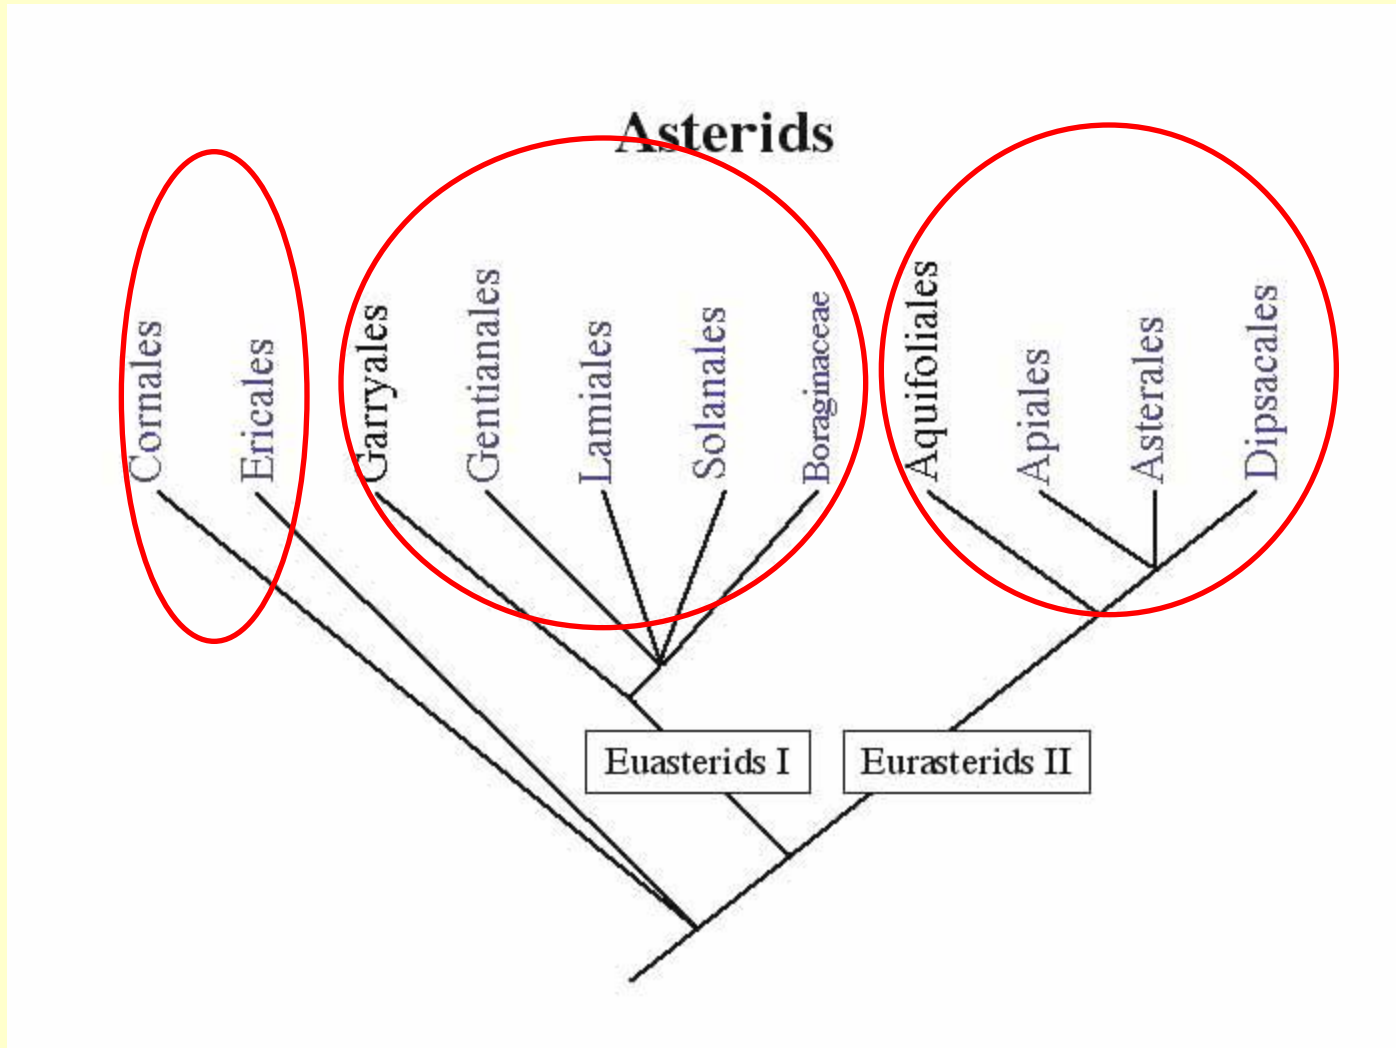 Asterids
Cornales
Ericales
Garryales
Gentianales
Lamiales
Solanales
Boraginaceae
Aquifoliales
Apiales
Asterales
Dipsacales
Euasterids I
Eurasterids II